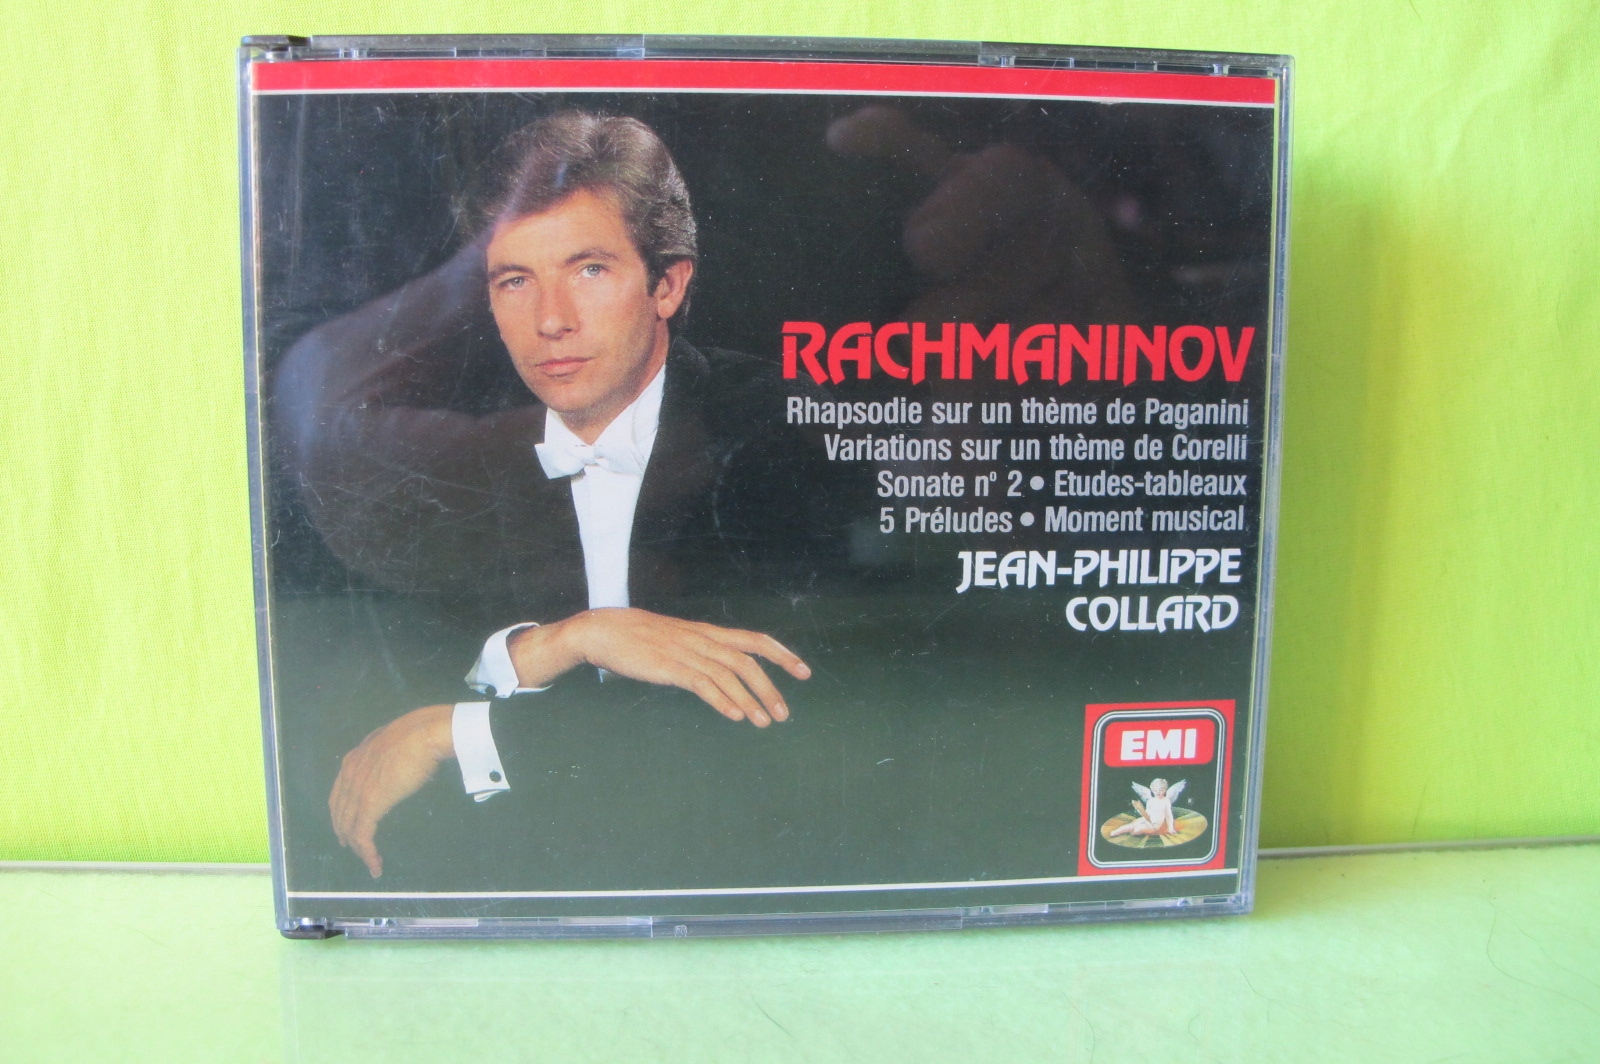 RACHMANINOV
Rhapsodie sur un thème de Paganini
Variations sur un thème de Corelli
Sonate nº 2 • Etudes-tableaux
5 Préludes • Moment musical
JEAN-PHILIPPE
COLLARD
EMI